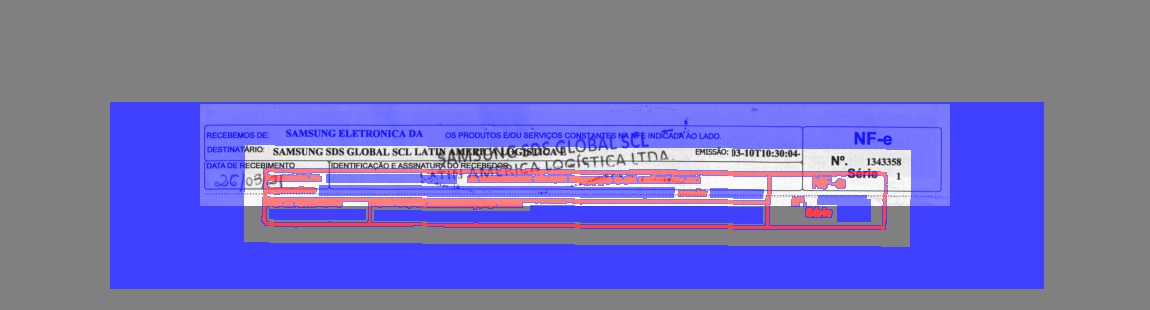 RECEBEMOS DE: SAMSUNG ELETRONICA DA OS PRODUTOS E/OU SERVIÇOS CONSTANTES NA NFE INDICADA AO LADO.
NF-e
DESTINATÁRIO: SAMSUNG SDS GLOBAL SCL LATIN AMERICA LOGISTICA E
EMISSÃO: 03-10T10:30:04-
SAMSUNG SDS GLOBAL SCL
LATIN AMERICA LOGÍSTICA LTDA.
Nº. 1343358
Série 1
DATA DE RECEBIMENTO
IDENTIFICAÇÃO E ASSINATURA DO RECEBEDOR
26/03/21
Série